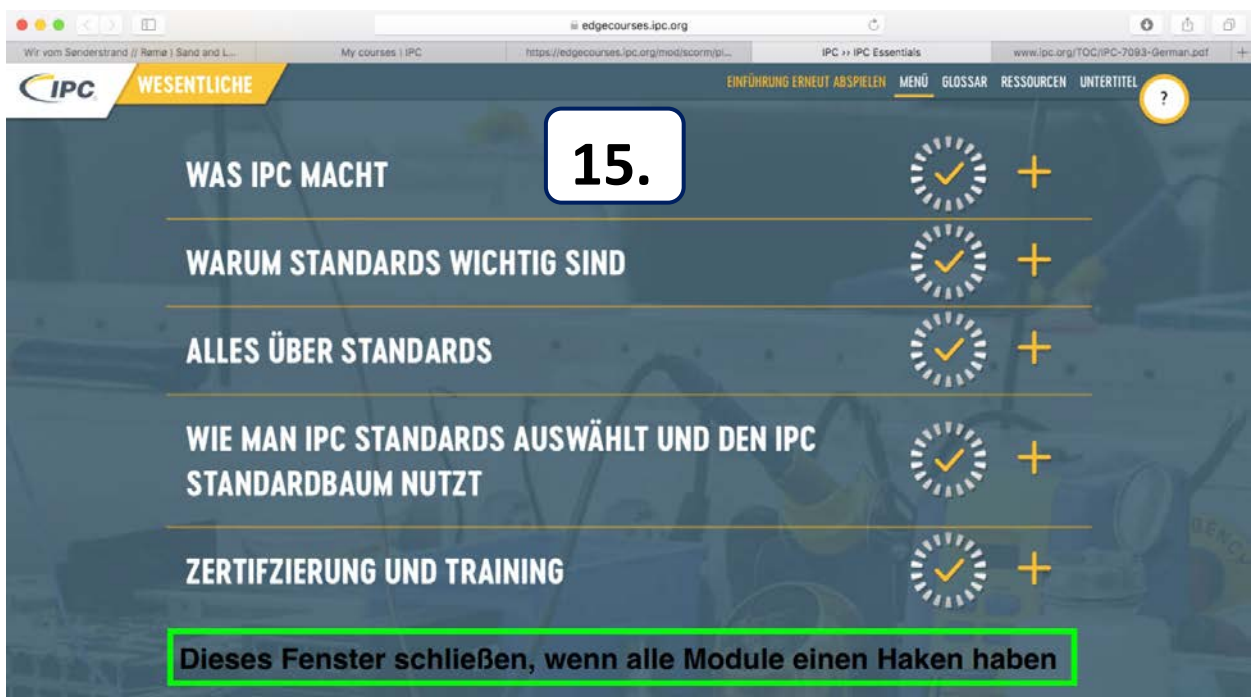 edgecourses.ipc.org
Wir vom Sønderstrand // Rømø | Sand and L...
My courses | IPC
https://edgecourses.ipc.org/mod/scorm/pl...
IPC >> IPC Essentials
www.ipc.org/TOC/IPC-7093-German.pdf
IPC
WESENTLICHE
EINFÜHRUNG ERNEUT ABSPIELEN MENÜ GLOSSAR RESSOURCEN UNTERTITEL
?
15.
WAS IPC MACHT
WARUM STANDARDS WICHTIG SIND
ALLES ÜBER STANDARDS
WIE MAN IPC STANDARDS AUSWÄHLT UND DEN IPC
STANDARDBAUM NUTZT
ZERTIFZIERUNG UND TRAINING
Dieses Fenster schließen, wenn alle Module einen Haken haben